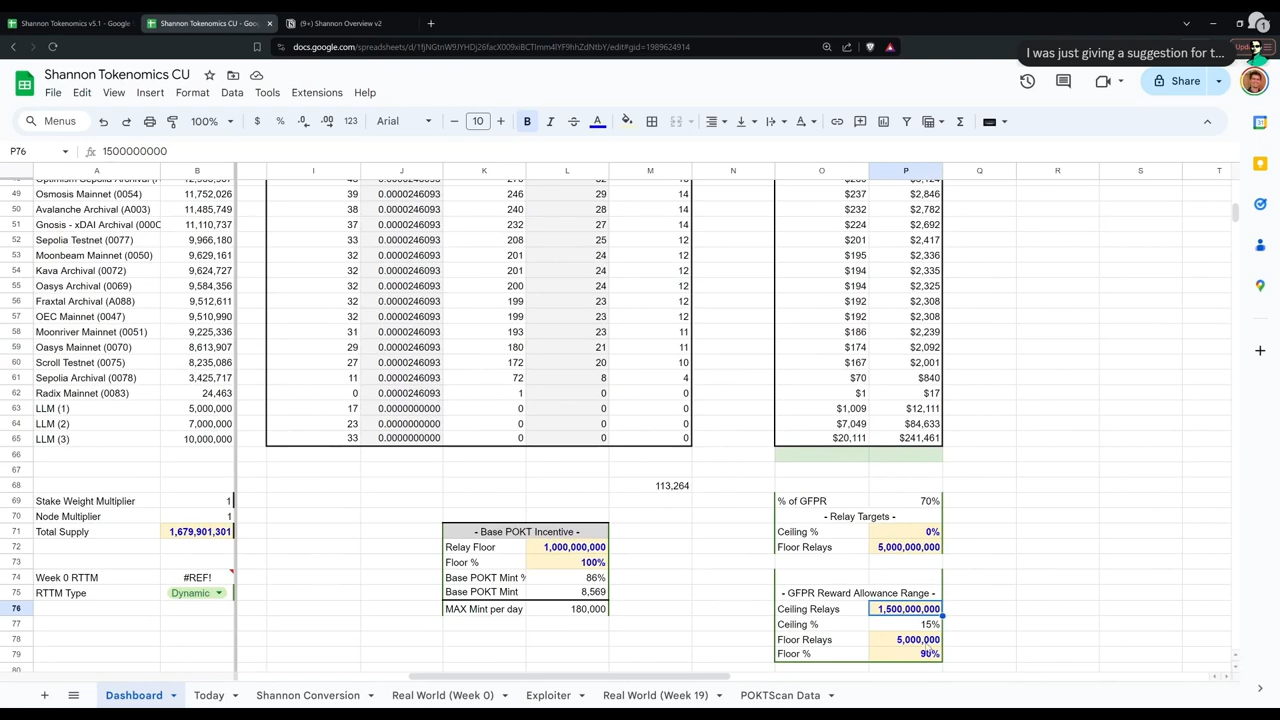 Shannon Tokenomics v5.1 - Google
Shannon Tokenomics CU - Goo
(9+) Shannon Overview v2
docs.google.com/spreadsheets/d/1fjNGtnW9JYHDj26facX009xiBCTlmm4lYF9hhZdNtbY/edit#gid=1989624914
I was just giving a suggestion for t...
Shannon Tokenomics CU
File Edit View Insert Format Data Tools Extensions Help
Share
Menus 100% $ % .0 .00 123 Arial 10 B I
P76 1500000000
A B I J K L M N O P Q R S T
49 Osmosis Mainnet (0054) 11,752,026 39 0.0000246093 246 29 14 $237 $2,846
50 Avalanche Archival (A003) 11,485,749 38 0.0000246093 240 28 14 $232 $2,782
51 Gnosis - xDAI Archival (000C 11,110,737 37 0.0000246093 232 27 14 $224 $2,692
52 Sepolia Testnet (0077) 9,966,180 33 0.0000246093 208 25 12 $201 $2,417
53 Moonbeam Mainnet (0050) 9,629,161 32 0.0000246093 201 24 12 $195 $2,336
54 Kava Archival (0072) 9,624,727 32 0.0000246093 201 24 12 $194 $2,335
55 Oasys Archival (0069) 9,584,356 32 0.0000246093 200 24 12 $194 $2,325
56 Fraxtal Archival (A088) 9,512,611 32 0.0000246093 199 23 12 $192 $2,308
57 OEC Mainnet (0047) 9,510,990 32 0.0000246093 199 23 12 $192 $2,308
58 Moonriver Mainnet (0051) 9,225,336 31 0.0000246093 193 23 11 $186 $2,239
59 Oasys Mainnet (0070) 8,613,907 29 0.0000246093 180 21 11 $174 $2,092
60 Scroll Testnet (0075) 8,235,086 27 0.0000246093 172 20 10 $167 $2,001
61 Sepolia Archival (0078) 3,425,717 11 0.0000246093 72 8 4 $70 $840
62 Radix Mainnet (0083) 24,463 0 0.0000246093 1 0 0 $1 $17
63 LLM (1) 5,000,000 17 0.0000000000 0 0 0 $1,009 $12,111
64 LLM (2) 7,000,000 23 0.0000000000 0 0 0 $7,049 $84,633
65 LLM (3) 10,000,000 33 0.0000000000 0 0 0 $20,111 $241,461
66
67
68 113,264
69 Stake Weight Multiplier 1 % of GFPR 70%
70 Node Multiplier 1 - Relay Targets -
71 Total Supply 1,679,901,301 - Base POKT Incentive - Ceiling % 0%
72 Relay Floor 1,000,000,000 Floor Relays 5,000,000,000
73 Floor % 100%
74 Week 0 RTTM #REF! Base POKT Mint % 86%
75 RTTM Type Dynamic Base POKT Mint 8,569 - GFPR Reward Allowance Range -
76 MAX Mint per day 180,000 Ceiling Relays 1,500,000,000
77 Ceiling % 15%
78 Floor Relays 5,000,000
79 Floor % 90%
80
Dashboard Today Shannon Conversion Real World (Week 0) Exploiter Real World (Week 19) POKTScan Data